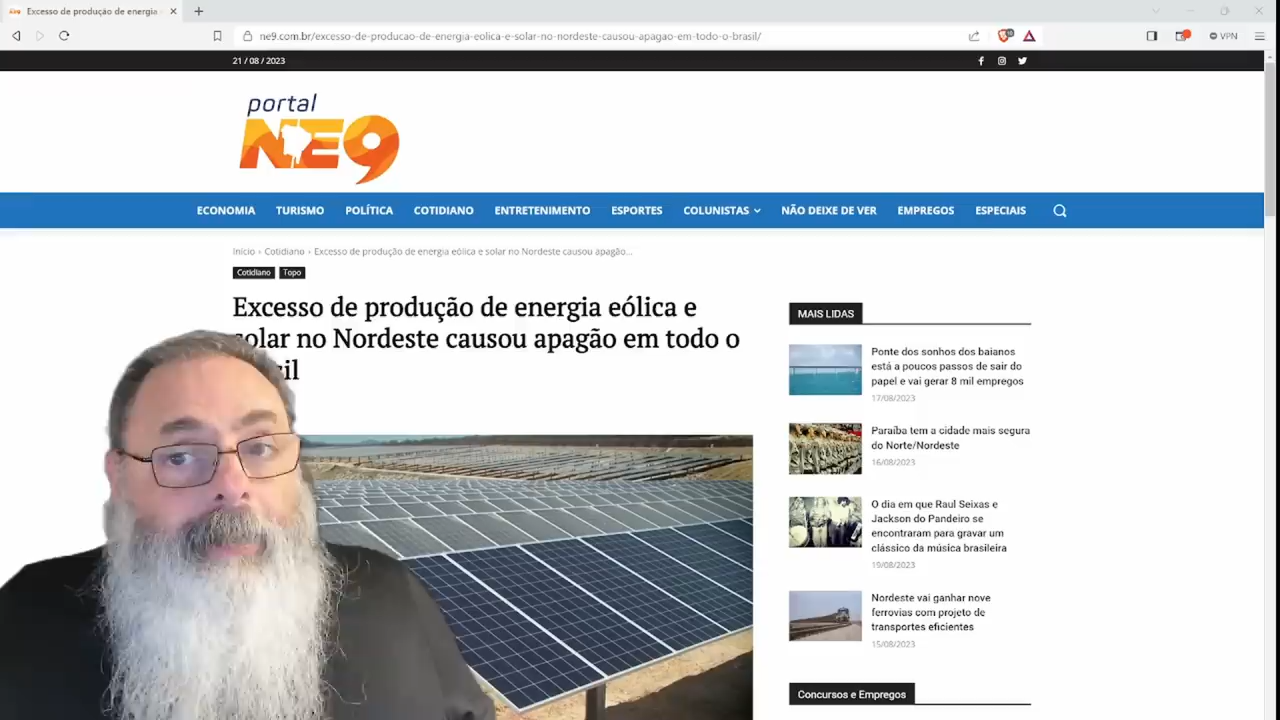 Excesso de produção de energia
ne9.com.br/excesso-de-producao-de-energia-eolica-e-solar-no-nordeste-causou-apagao-em-todo-o-brasil/
VPN
21 / 08 / 2023
portal
NE9
ECONOMIA TURISMO POLÍTICA COTIDIANO ENTRETENIMENTO ESPORTES COLUNISTAS NÃO DEIXE DE VER EMPREGOS ESPECIAIS
Início › Cotidiano › Excesso de produção de energia eólica e solar no Nordeste causou apagão...
Cotidiano Topo
Excesso de produção de energia eólica e
solar no Nordeste causou apagão em todo o
sil
MAIS LIDAS
Ponte dos sonhos dos baianos
está a poucos passos de sair do
papel e vai gerar 8 mil empregos
17/08/2023
Paraíba tem a cidade mais segura
do Norte/Nordeste
16/08/2023
O dia em que Raul Seixas e
Jackson do Pandeiro se
encontraram para gravar um
clássico da música brasileira
19/08/2023
Nordeste vai ganhar nove
ferrovias com projeto de
transportes eficientes
15/08/2023
Concursos e Empregos